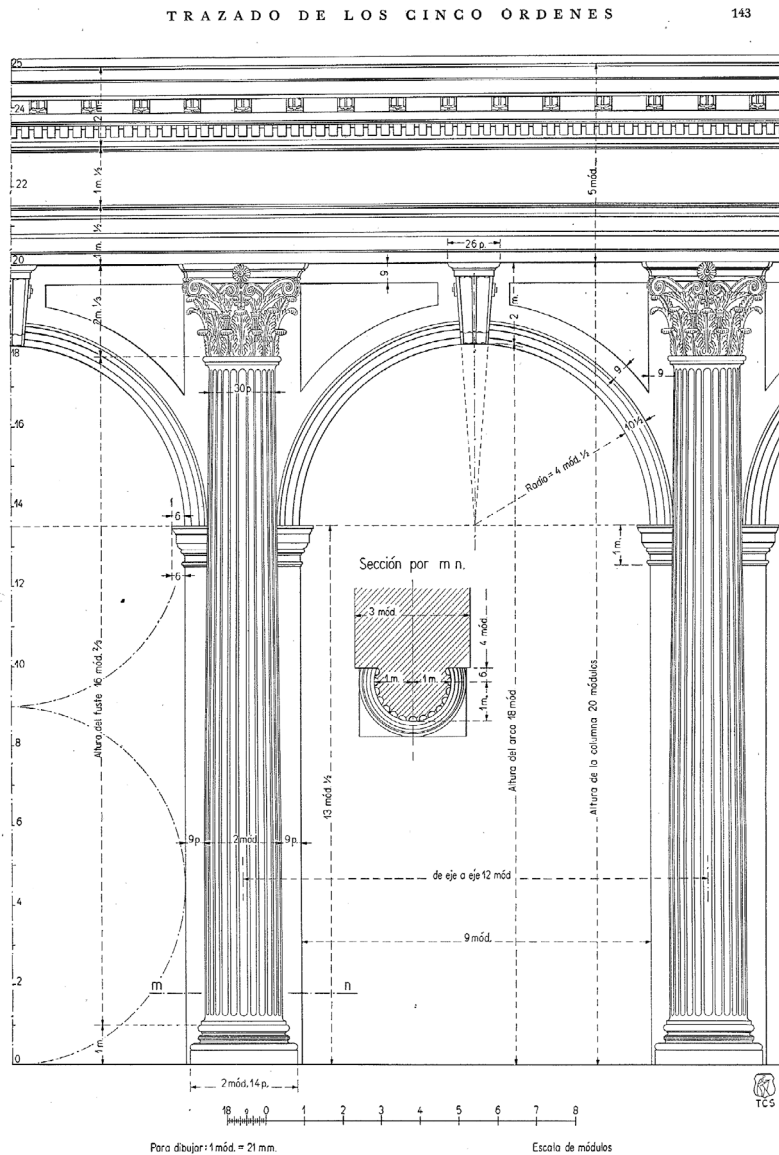 TRAZADO DE LOS CINCO ÓRDENES 143
25
24
22
20
18
16
14
12
10
8
6
4
2
0
2 m.
1 m. ½
1 m. ½
2 m. ⅓
Altura del fuste 16 mód. ⅔
1 m.
5 mód.
26 p.
9
2 m.
30 p.
9
9
10½
Radio = 4 mód. ½
f
6
6
1 m.
Sección por m n.
3 mód.
4 mód.
1 m. 1 m.
6
1 m.
13 mód. ½
Altura del arca 18 mód
Altura de la columna 20 módulos
9 p. 2 mód. 9 p.
de eje a eje 12 mód
9 mód.
m n
2 mód. 14 p.
TCS
18 9 0 1 2 3 4 5 6 7 8
Para dibujar: 1 mód. = 21 mm. Escala de módulos